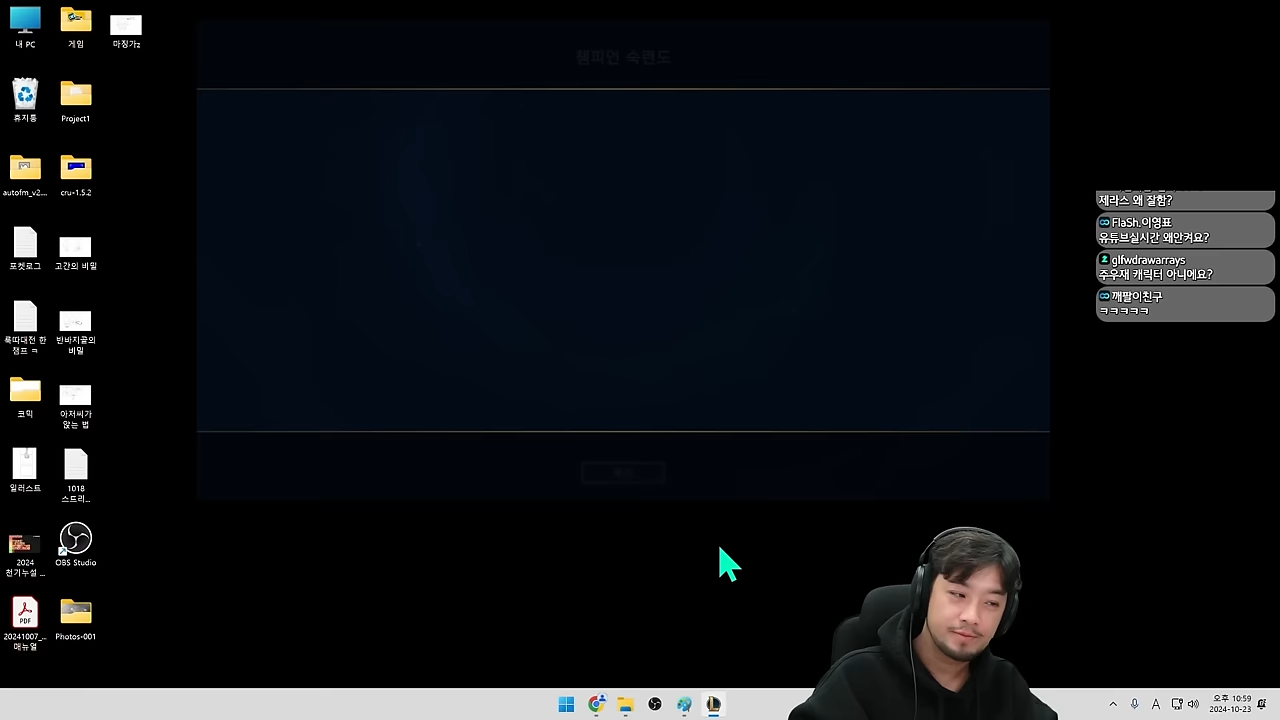 내 PC
게임
마징가z
휴지통
Project1
autofm_v2....
cru-1.5.2
포켓로그
고간의 비밀
룩따대전 한
점프 ㅋ
반바지골의
비밀
코믹
아저씨가
앉는 법
일러스트
1018
스트리...
2024
천기누설 ...
OBS Studio
PDF
20241007_...
매뉴얼
Photos-001
챔피언 숙련도
제라스 왜 잘함?
FlaSh.이영표
유튜브실시간 왜안켜요?
2 glfwdrawarrays
주우재 캐릭터 아니에요?
깨팔이친구
ㅋㅋㅋㅋㅋ
A
오후 10:59
2024-10-23